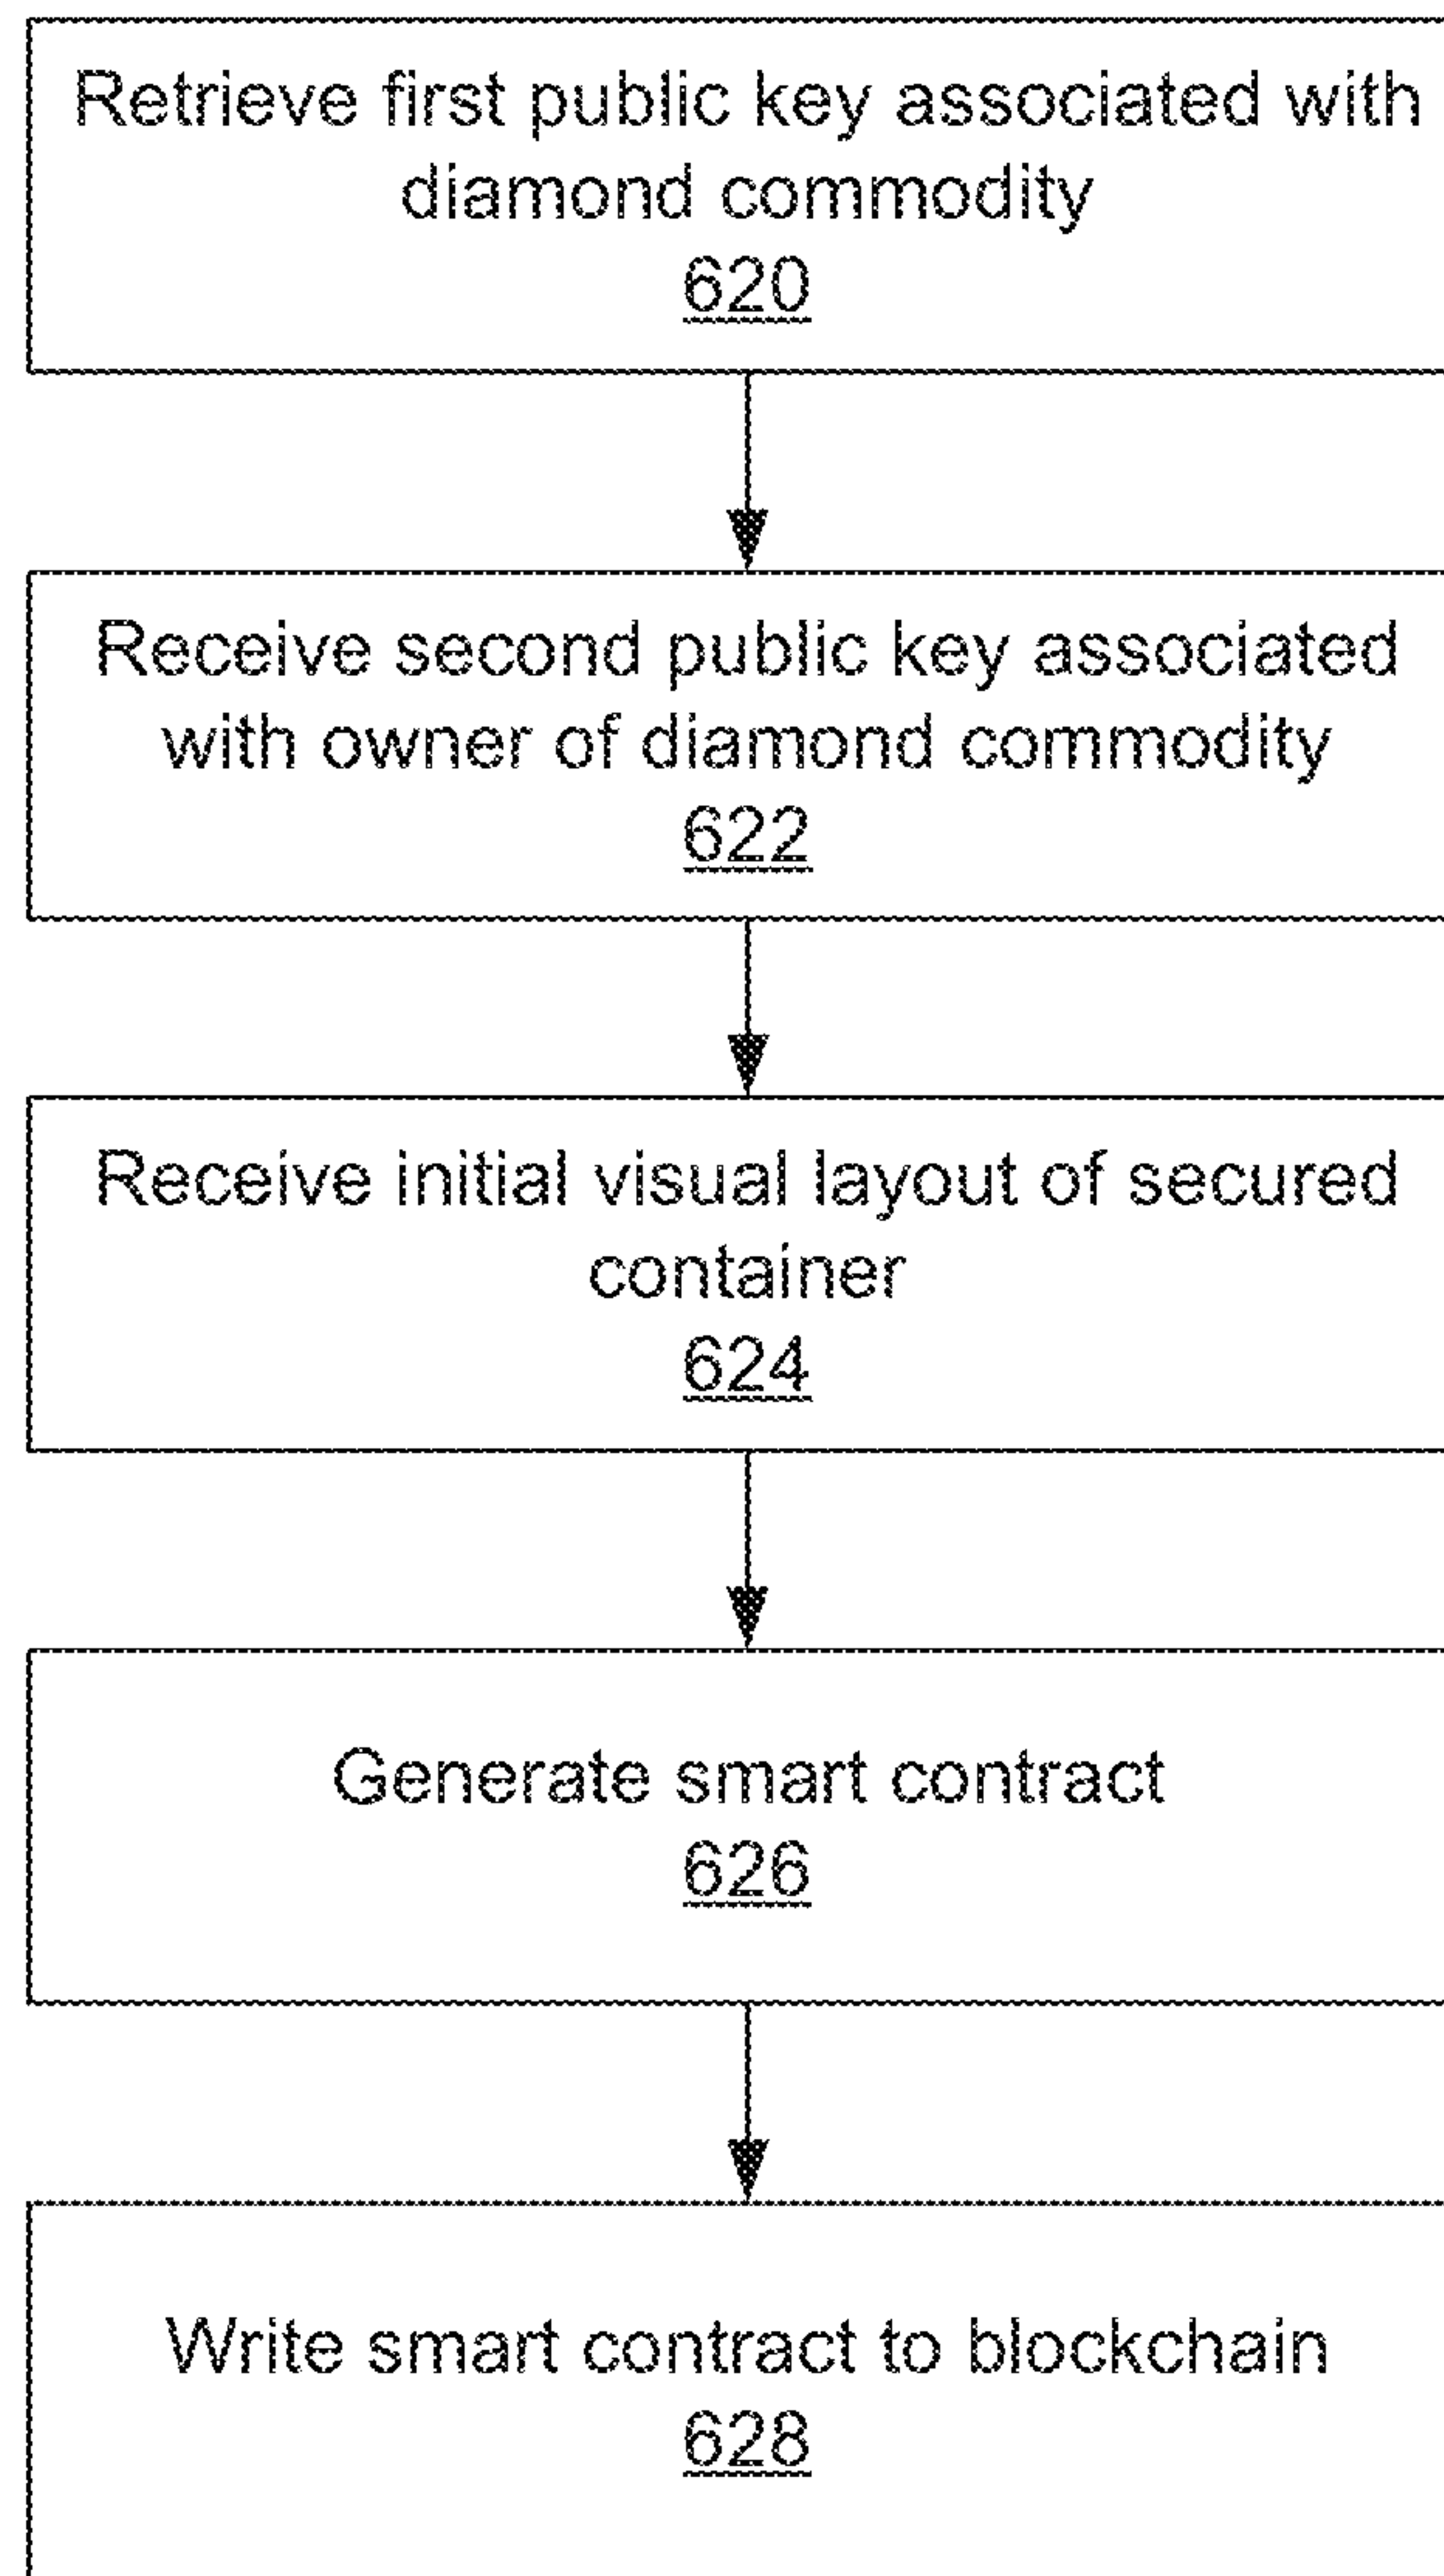 Retrieve first public key associated with
diamond commodity
620
Receive second public key associated
with owner of diamond commodity
622
Receive initial visual layout of secured
container
624
Generate smart contract
626
Write smart contract to blockchain
628